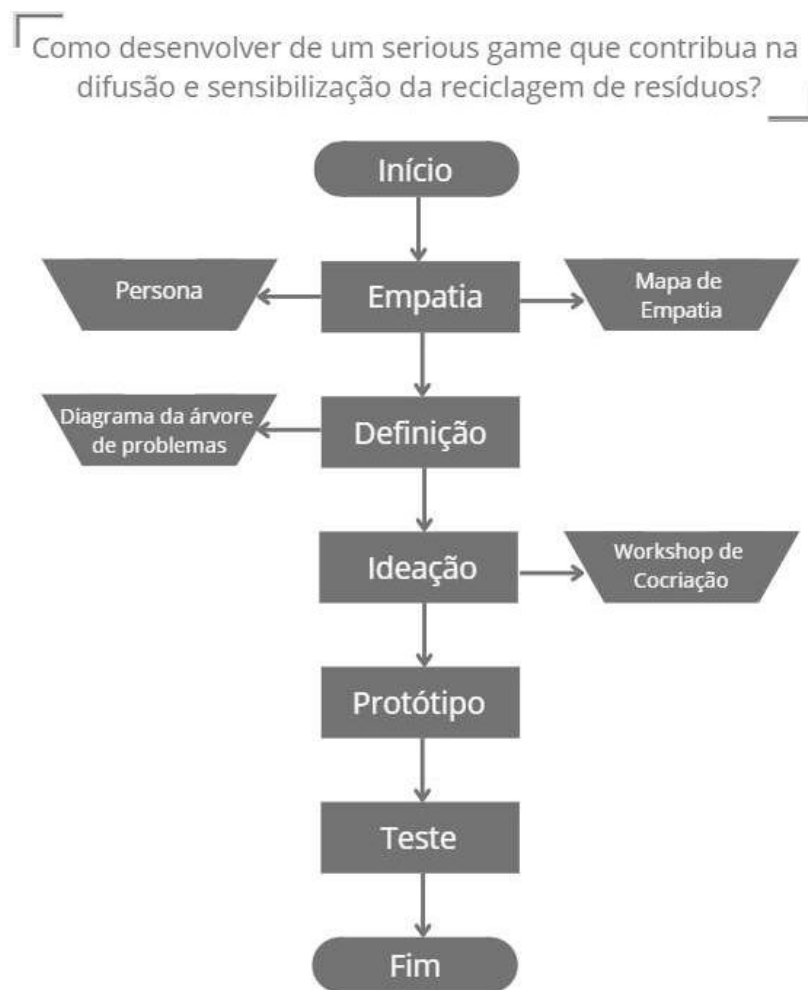 Como desenvolver de um serious game que contribua na
difusão e sensibilização da reciclagem de resíduos?
Início
Persona
Empatia
Mapa de
Empatia
Diagrama da árvore
de problemas
Definição
Ideação
Workshop de
Cocriação
Protótipo
Teste
Fim